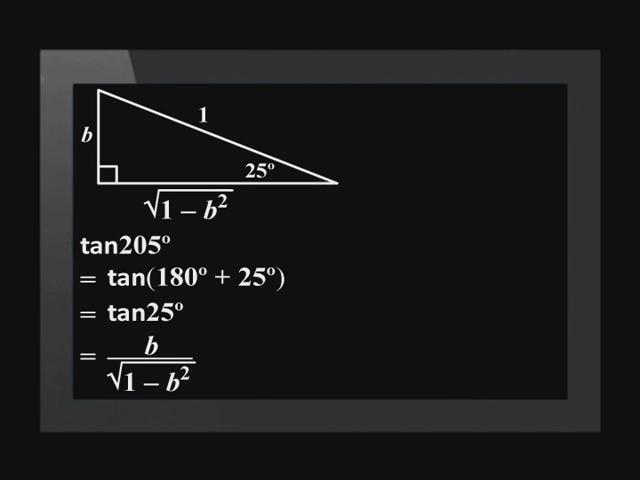 b
1
25º
√1 – b²
tan205º
= tan(180º + 25º)
= tan25º
= b
√1 – b²